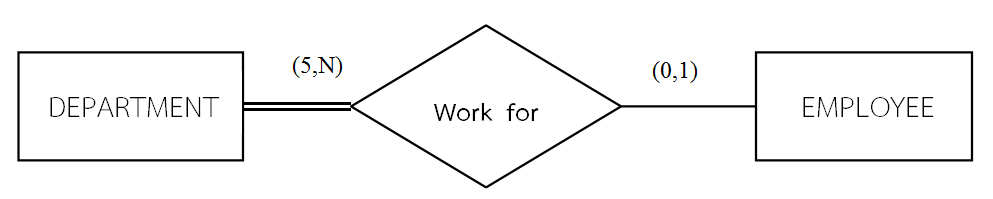 (5,N)
(0,1)
DEPARTMENT
Work for
EMPLOYEE